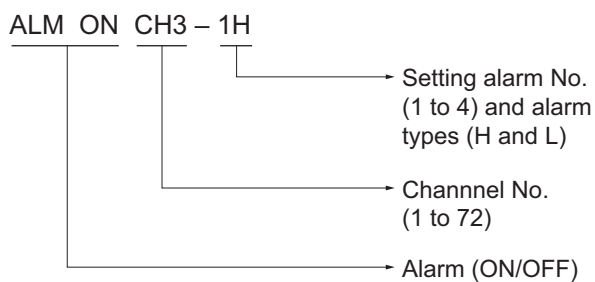 ALM ON CH3 – 1H
Setting alarm No.
(1 to 4) and alarm
types (H and L)
Channnel No.
(1 to 72)
Alarm (ON/OFF)